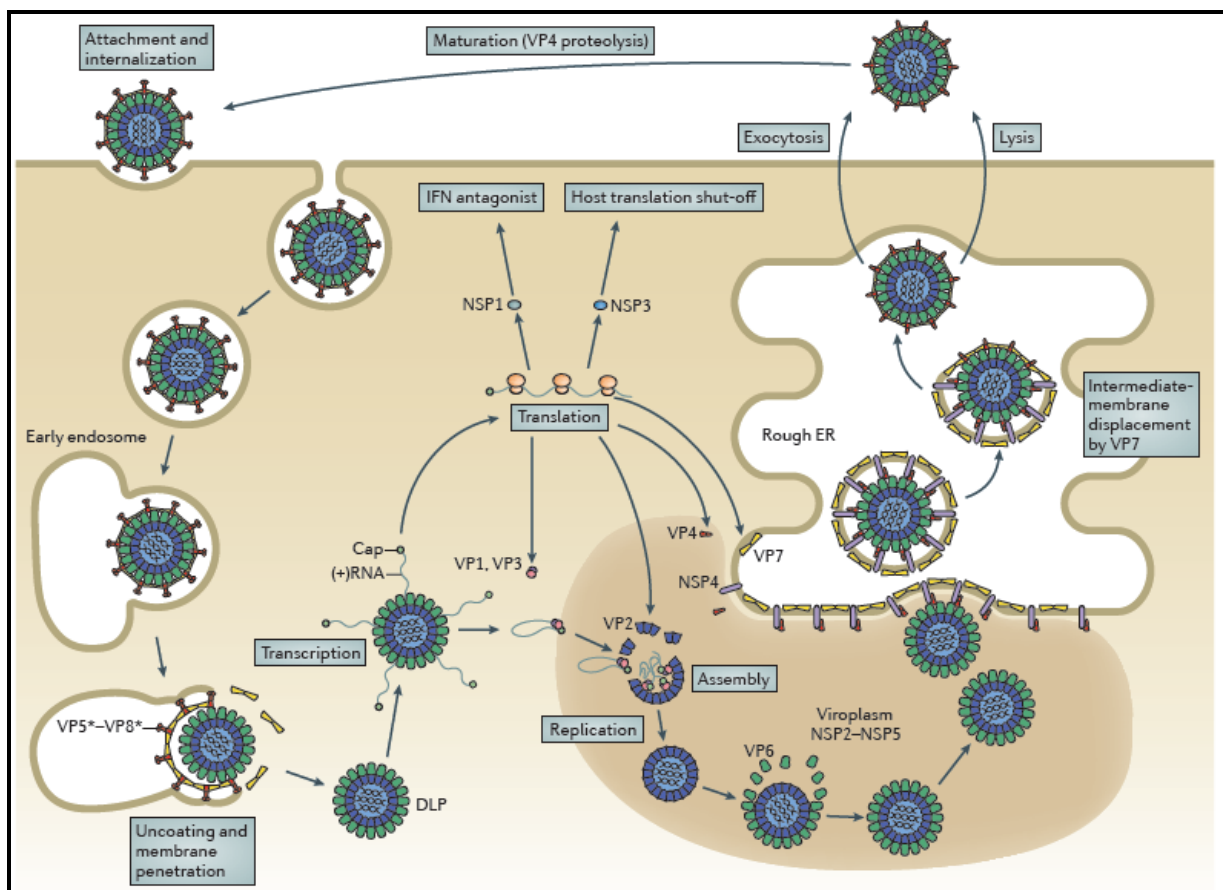 Attachment and
internalization
Maturation (VP4 proteolysis)
Exocytosis
Lysis
IFN antagonist
Host translation shut-off
NSP1
NSP3
Translation
Early endosome
Rough ER
Intermediate-
membrane
displacement
by VP7
Cap
(+)RNA
VP1, VP3
VP4
VP7
NSP4
VP2
Transcription
Assembly
VP5*–VP8*
Replication
Viroplasm
NSP2–NSP5
VP6
DLP
Uncoating and
membrane
penetration